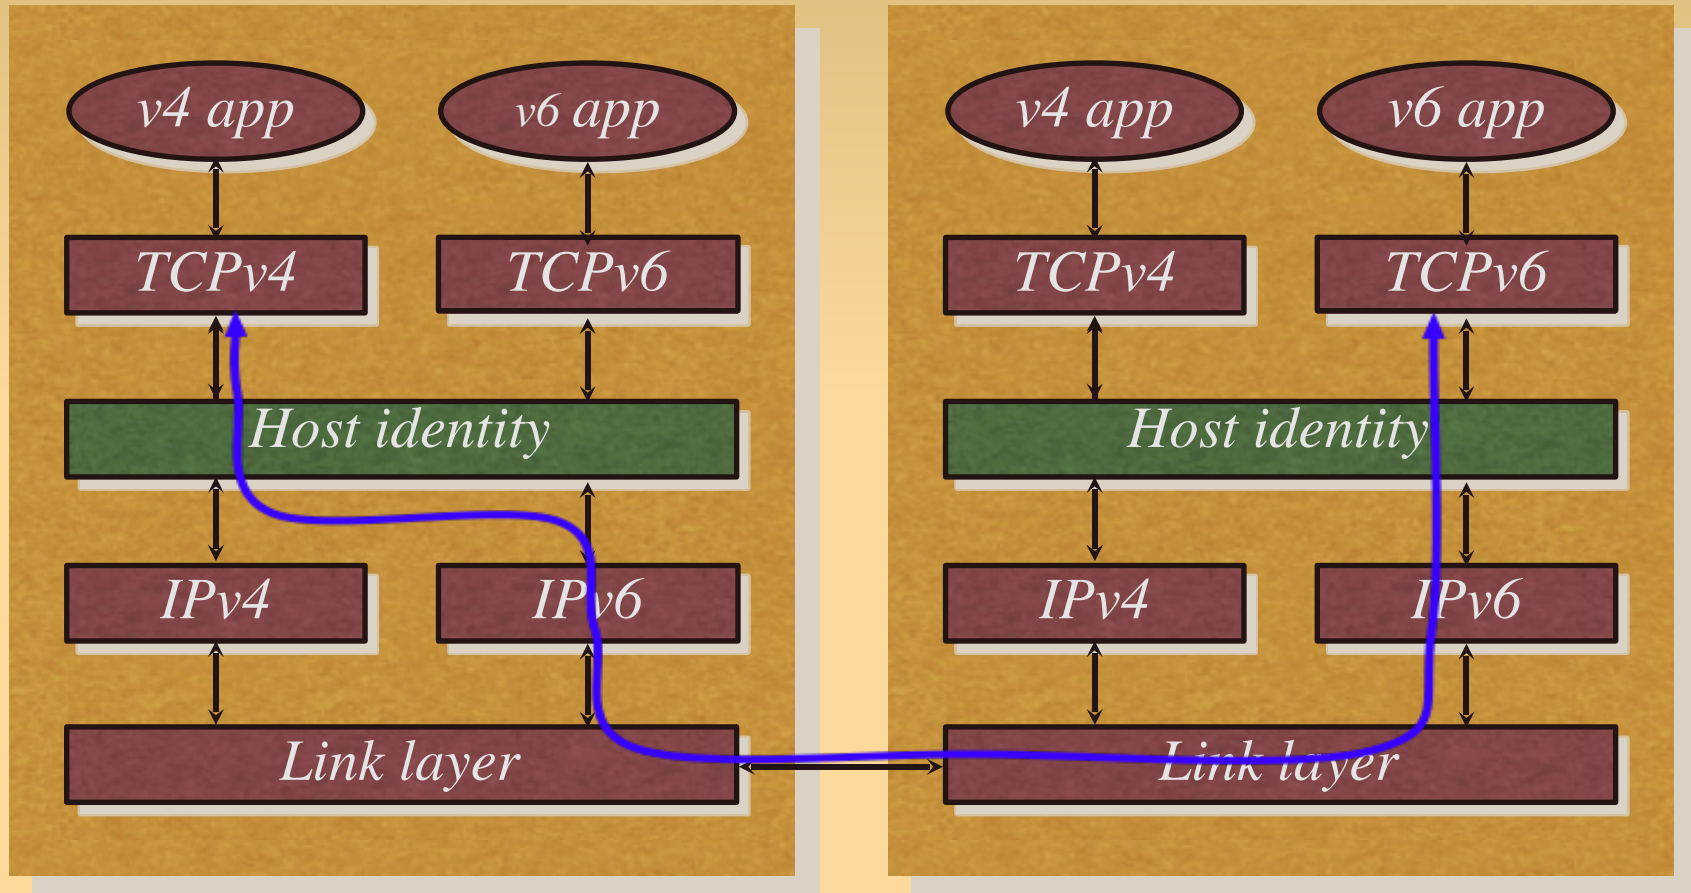 v4 app
v6 app
v4 app
v6 app
TCPv4
TCPv6
TCPv4
TCPv6
Host identity
Host identity
IPv4
IPv6
IPv4
IPv6
Link layer
Link layer